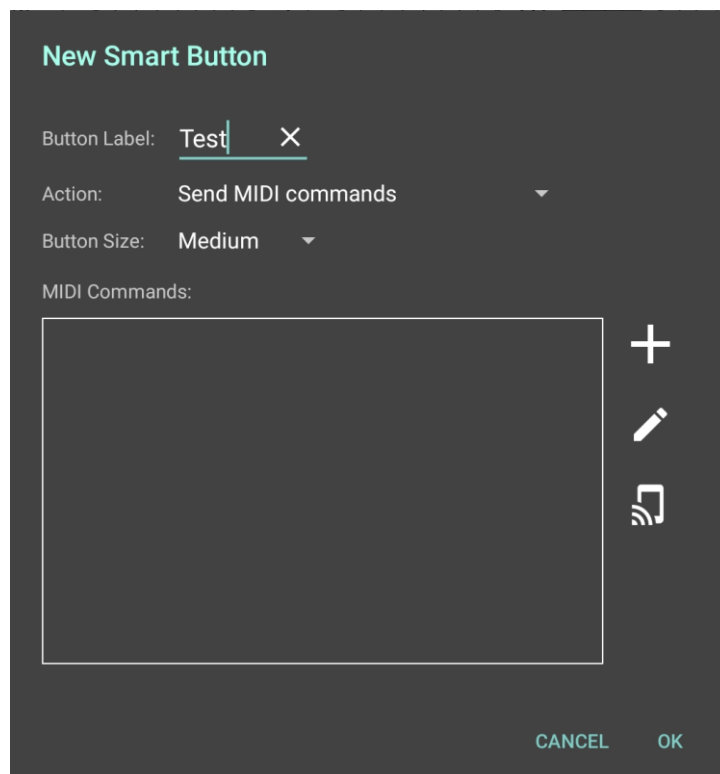 New Smart Button
Button Label: Test
Action: Send MIDI commands
Button Size: Medium
MIDI Commands:
CANCEL OK